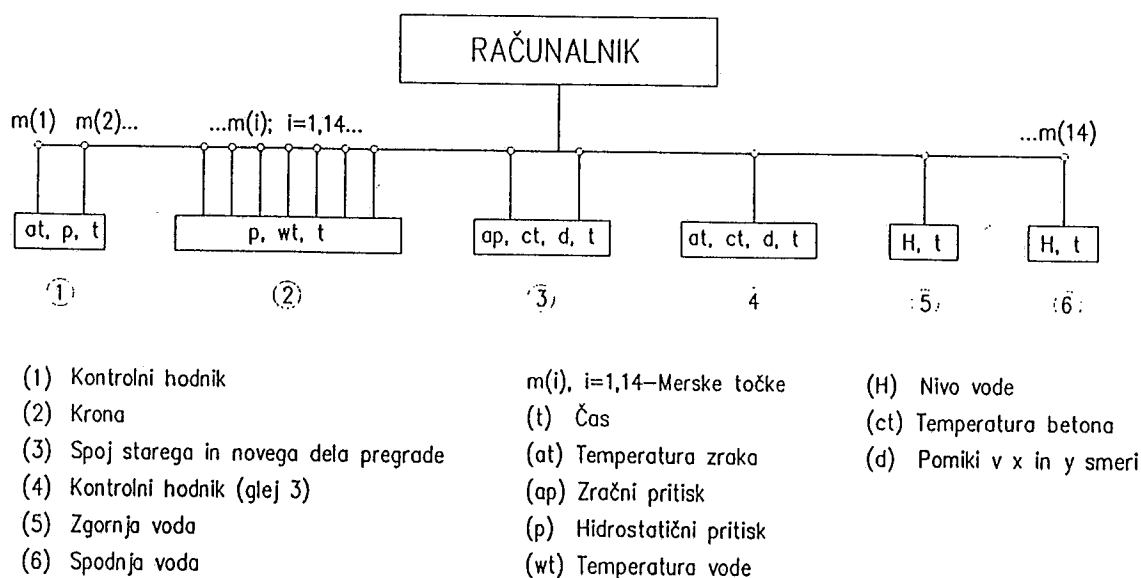 RAČUNALNIK
m(1) m(2)... ...m(i); i=1,14... ...m(14)
at, p, t p, wt, t ap, ct, d, t at, ct, d, t H, t H, t
1 2 3 4 5 6
(1) Kontrolni hodnik
(2) Krona
(3) Spoj starega in novega dela pregrade
(4) Kontrolni hodnik (glej 3)
(5) Zgornja voda
(6) Spodnja voda
m(i), i=1,14–Merske točke
(t) Čas
(at) Temperatura zraka
(ap) Zračni pritisk
(p) Hidrostatični pritisk
(wt) Temperatura vode
(H) Nivo vode
(ct) Temperatura betona
(d) Pomiki v x in y smeri